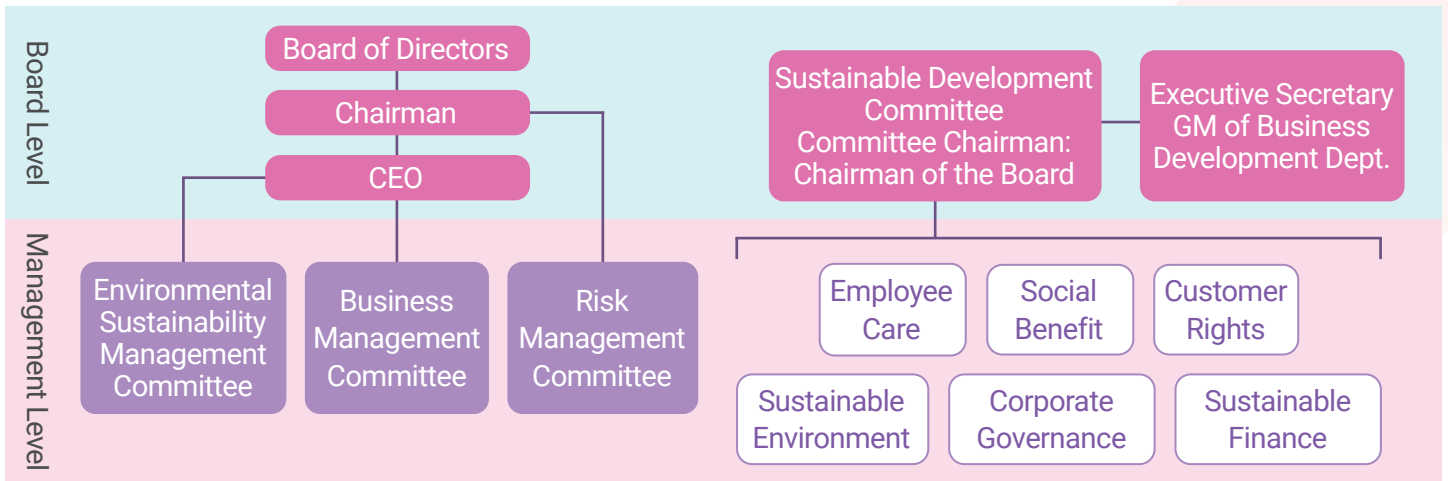 Board Level
Board of Directors
Chairman
CEO
Sustainable Development
Committee
Committee Chairman:
Chairman of the Board
Executive Secretary
GM of Business
Development Dept.
Management Level
Environmental
Sustainability
Management
Committee
Business
Management
Committee
Risk
Management
Committee
Employee
Care
Social
Benefit
Customer
Rights
Sustainable
Environment
Corporate
Governance
Sustainable
Finance